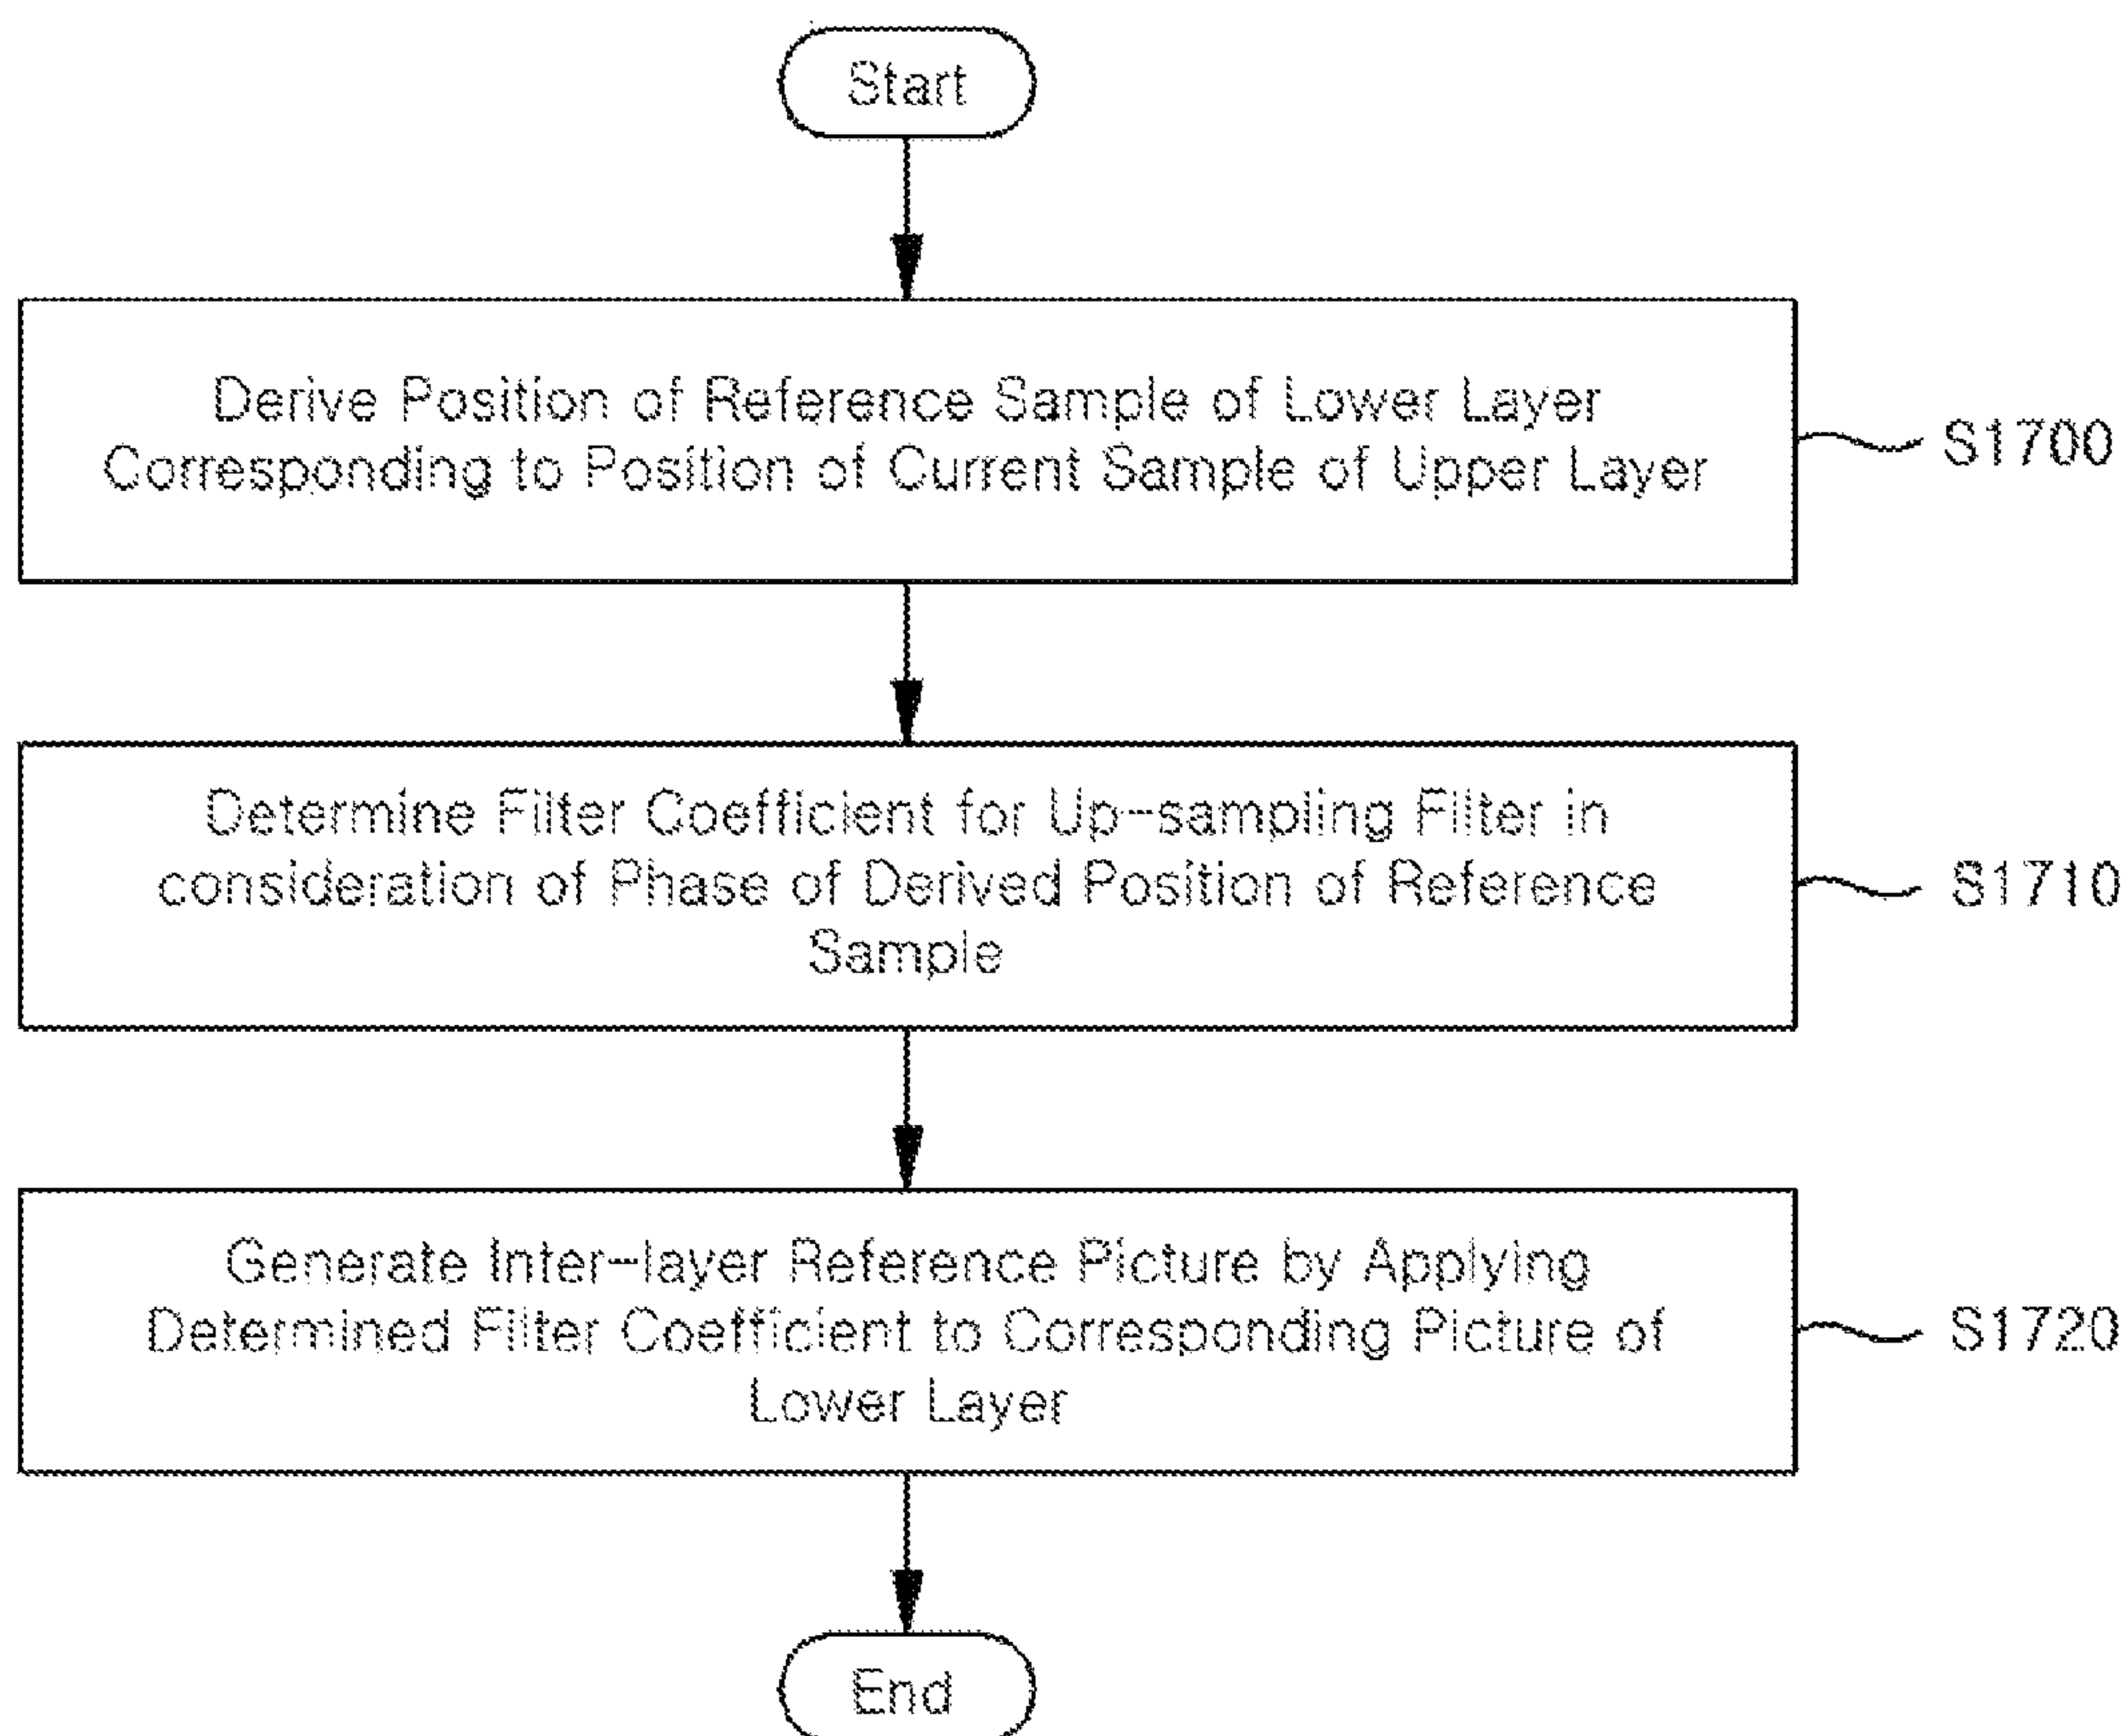 Start
Derive Position of Reference Sample of Lower Layer
Corresponding to Position of Current Sample of Upper Layer
S1700
Determine Filter Coefficient for Up-sampling Filter in
consideration of Phase of Derived Position of Reference
Sample
S1710
Generate Inter-layer Reference Picture by Applying
Determined Filter Coefficient to Corresponding Picture of
Lower Layer
S1720
End